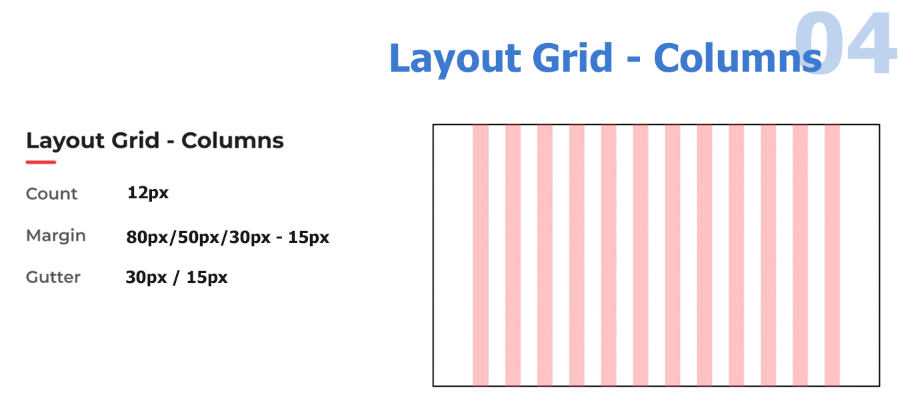 04
Layout Grid - Columns
Layout Grid - Columns
Count 12px
Margin 80px/50px/30px - 15px
Gutter 30px / 15px